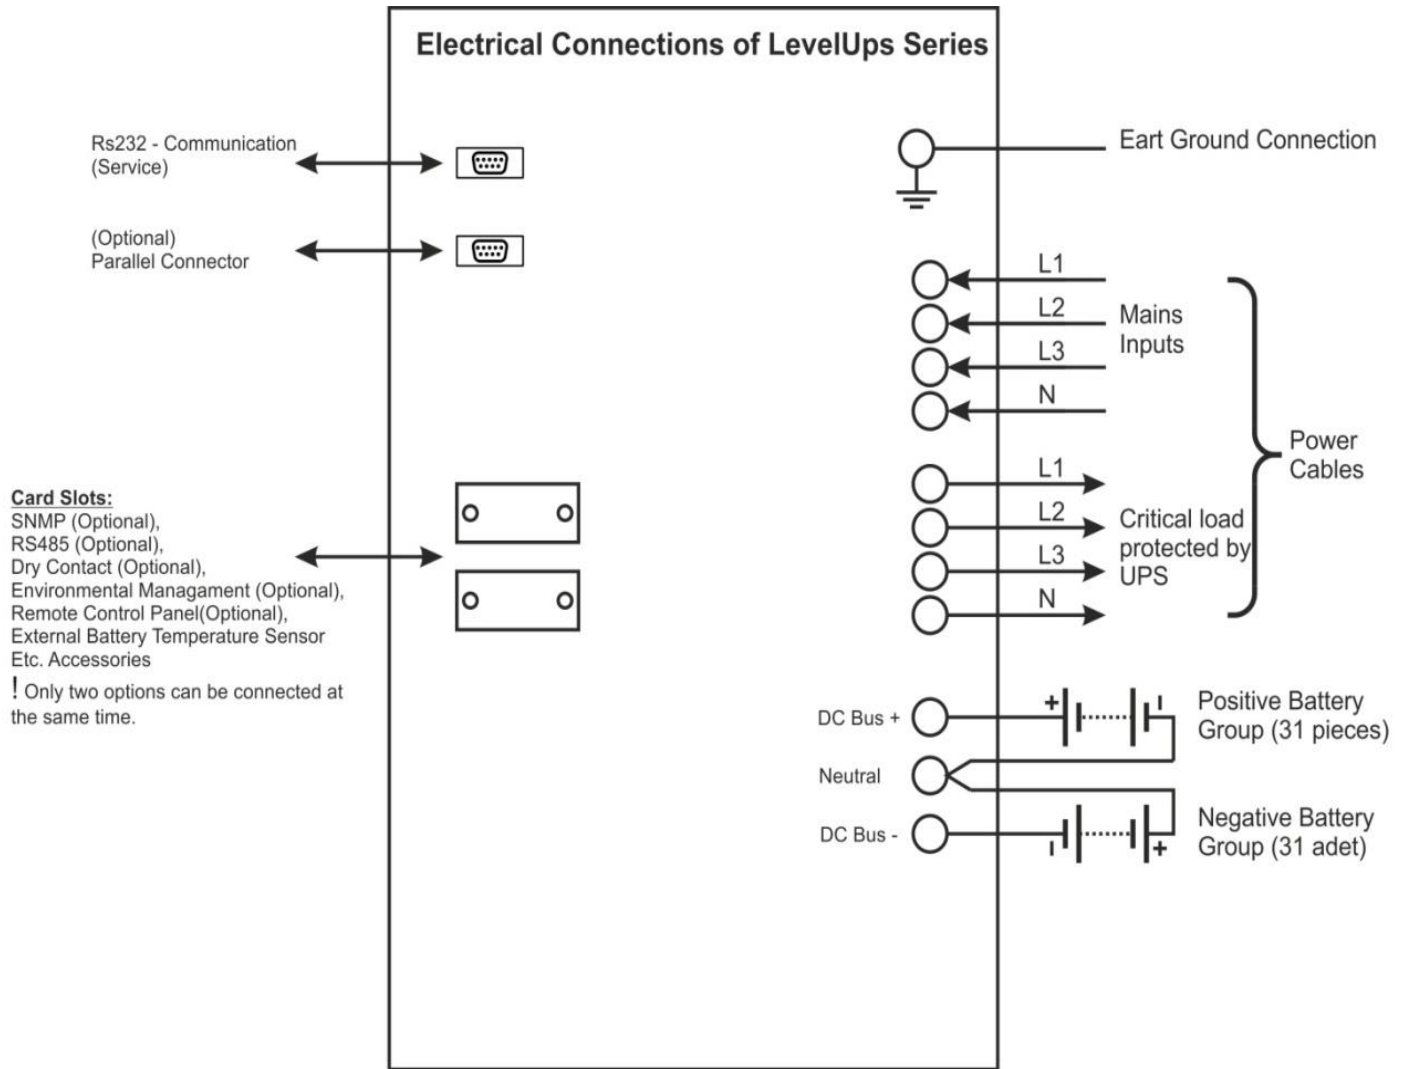 Electrical Connections of LevelUps Series
Rs232 - Communication
(Service)
(Optional)
Parallel Connector
Card Slots:
SNMP (Optional),
RS485 (Optional),
Dry Contact (Optional),
Environmental Managament (Optional),
Remote Control Panel(Optional),
External Battery Temperature Sensor
Etc. Accessories
! Only two options can be connected at
the same time.
Eart Ground Connection
L1
L2
L3
N
Mains
Inputs
L1
L2
L3
N
Critical load
protected by
UPS
Power
Cables
DC Bus +
Neutral
DC Bus -
+
-
Positive Battery
Group (31 pieces)
-
+
Negative Battery
Group (31 adet)